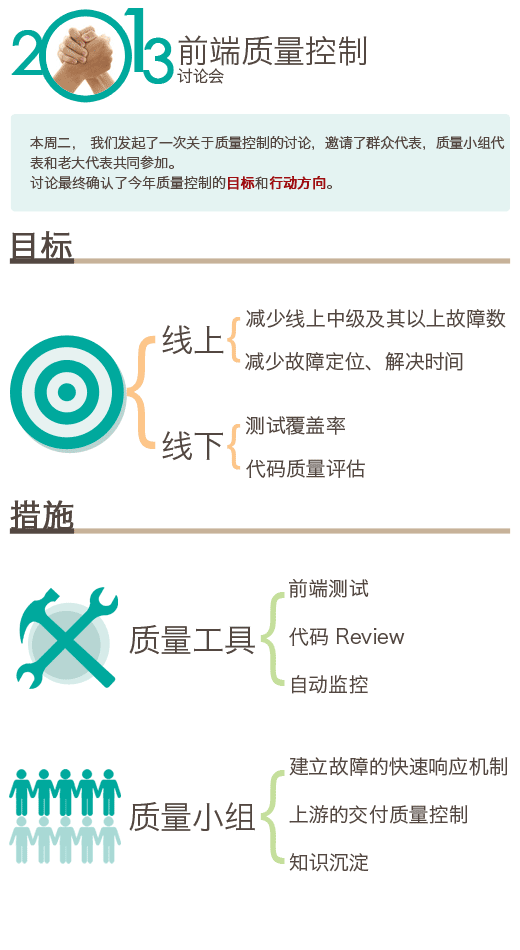 2013 前端质量控制
讨论会
本周二， 我们发起了一次关于质量控制的讨论，邀请了群众代表，质量小组代
表和老大代表共同参加。
讨论最终确认了今年质量控制的目标和行动方向。
目标
线上
减少线上中级及其以上故障数
减少故障定位、解决时间
线下
测试覆盖率
代码质量评估
措施
质量工具
前端测试
代码 Review
自动监控
质量小组
建立故障的快速响应机制
上游的交付质量控制
知识沉淀